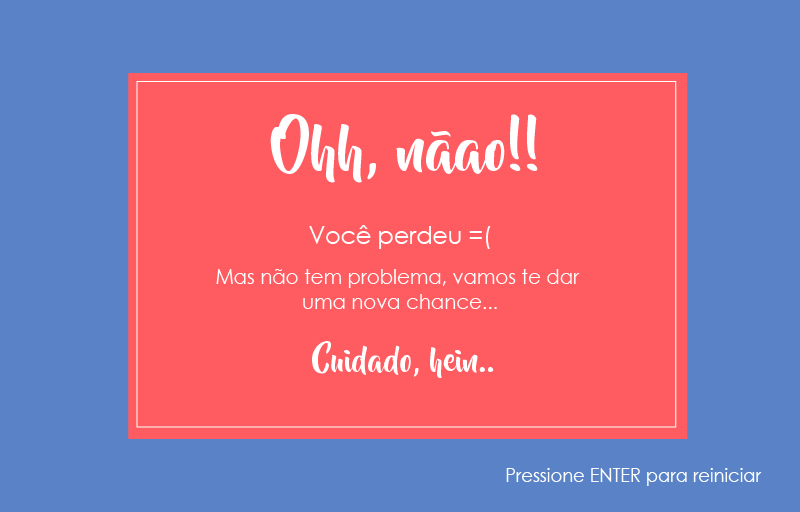 Ohh, nãao!!
Você perdeu =(
Mas não tem problema, vamos te dar
uma nova chance...
Cuidado, hein..
Pressione ENTER para reiniciar